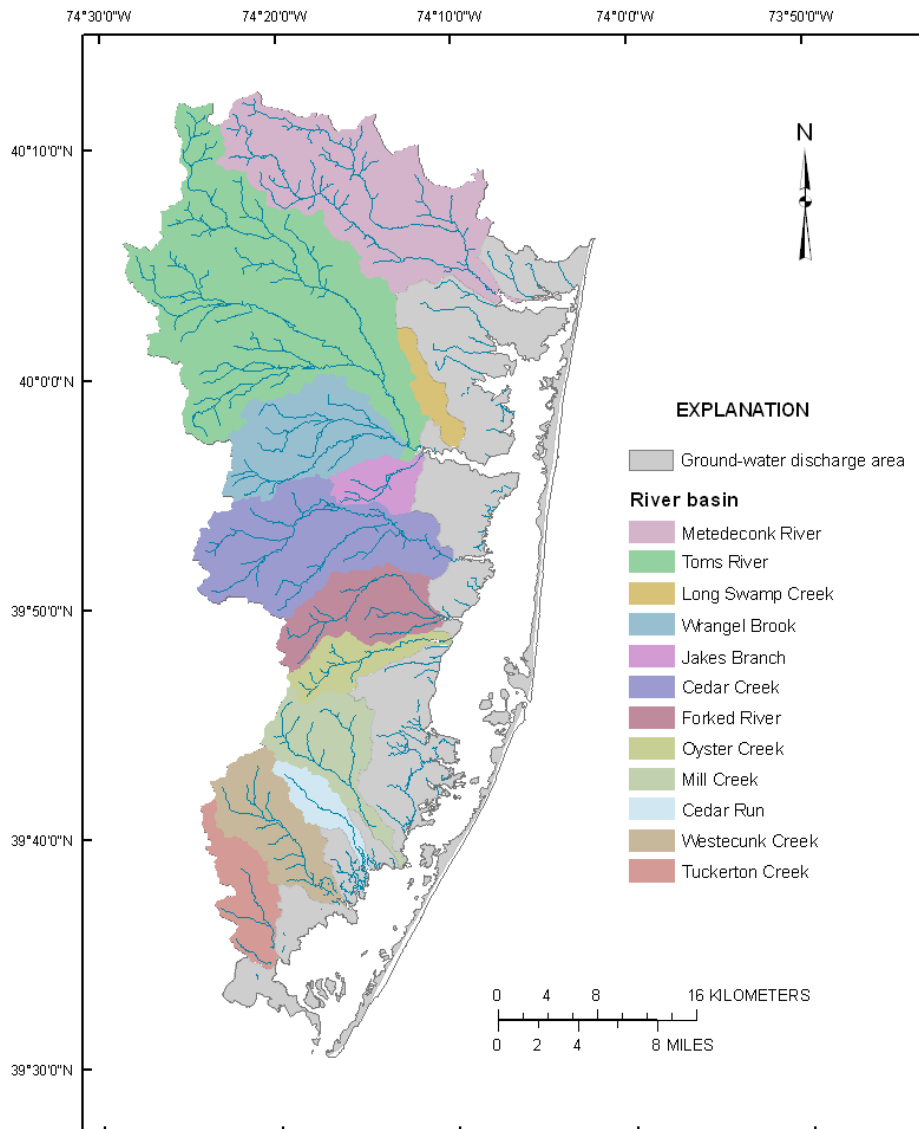 74°30'0"W 74°20'0"W 74°10'0"W 74°0'0"W 73°50'0"W
40°10'0"N
N
40°0'0"N
EXPLANATION
Ground-water discharge area
River basin
Metedeconk River
Toms River
Long Swamp Creek
Wrangel Brook
39°50'0"N
Jakes Branch
Cedar Creek
Forked River
Oyster Creek
Mill Creek
Cedar Run
39°40'0"N
Westecunk Creek
Tuckerton Creek
0 4 8 16 KILOMETERS
0 2 4 8 MILES
39°30'0"N